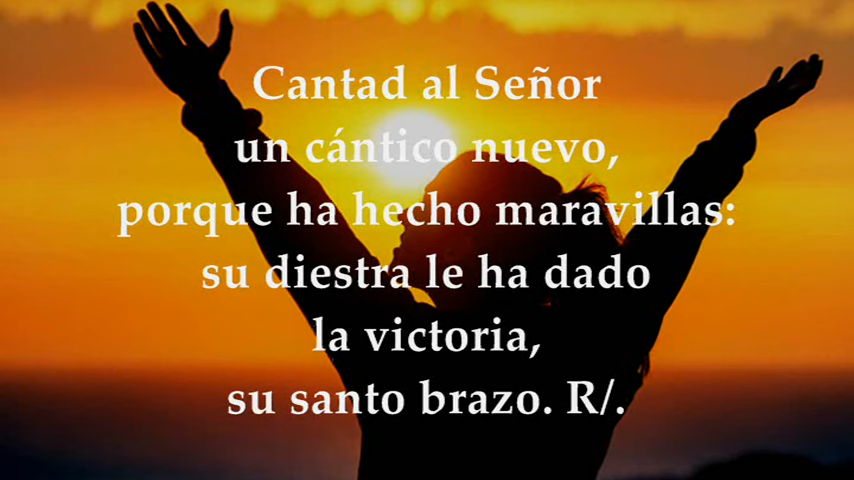 Cantad al Señor
un cántico nuevo,
porque ha hecho maravillas:
su diestra le ha dado
la victoria,
su santo brazo. R/.